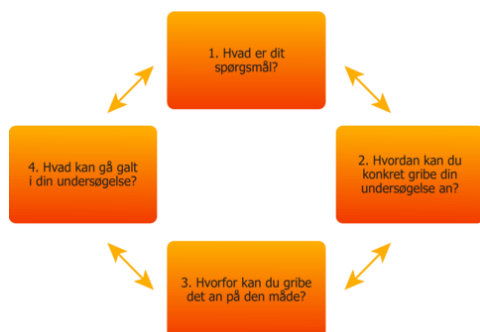 1. Hvad er dit
spørgsmål?
2. Hvordan kan du
konkret gribe din
undersøgelse an?
3. Hvorfor kan du gribe
det an på den måde?
4. Hvad kan gå galt
i din undersøgelse?